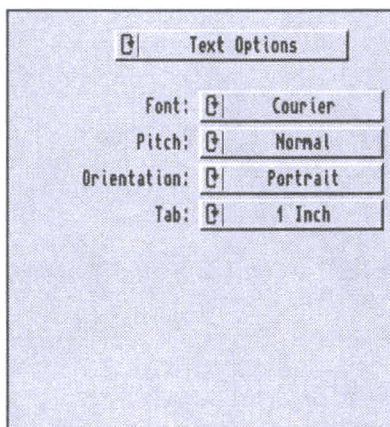 Text Options
Font: Courier
Pitch: Normal
Orientation: Portrait
Tab: 1 Inch